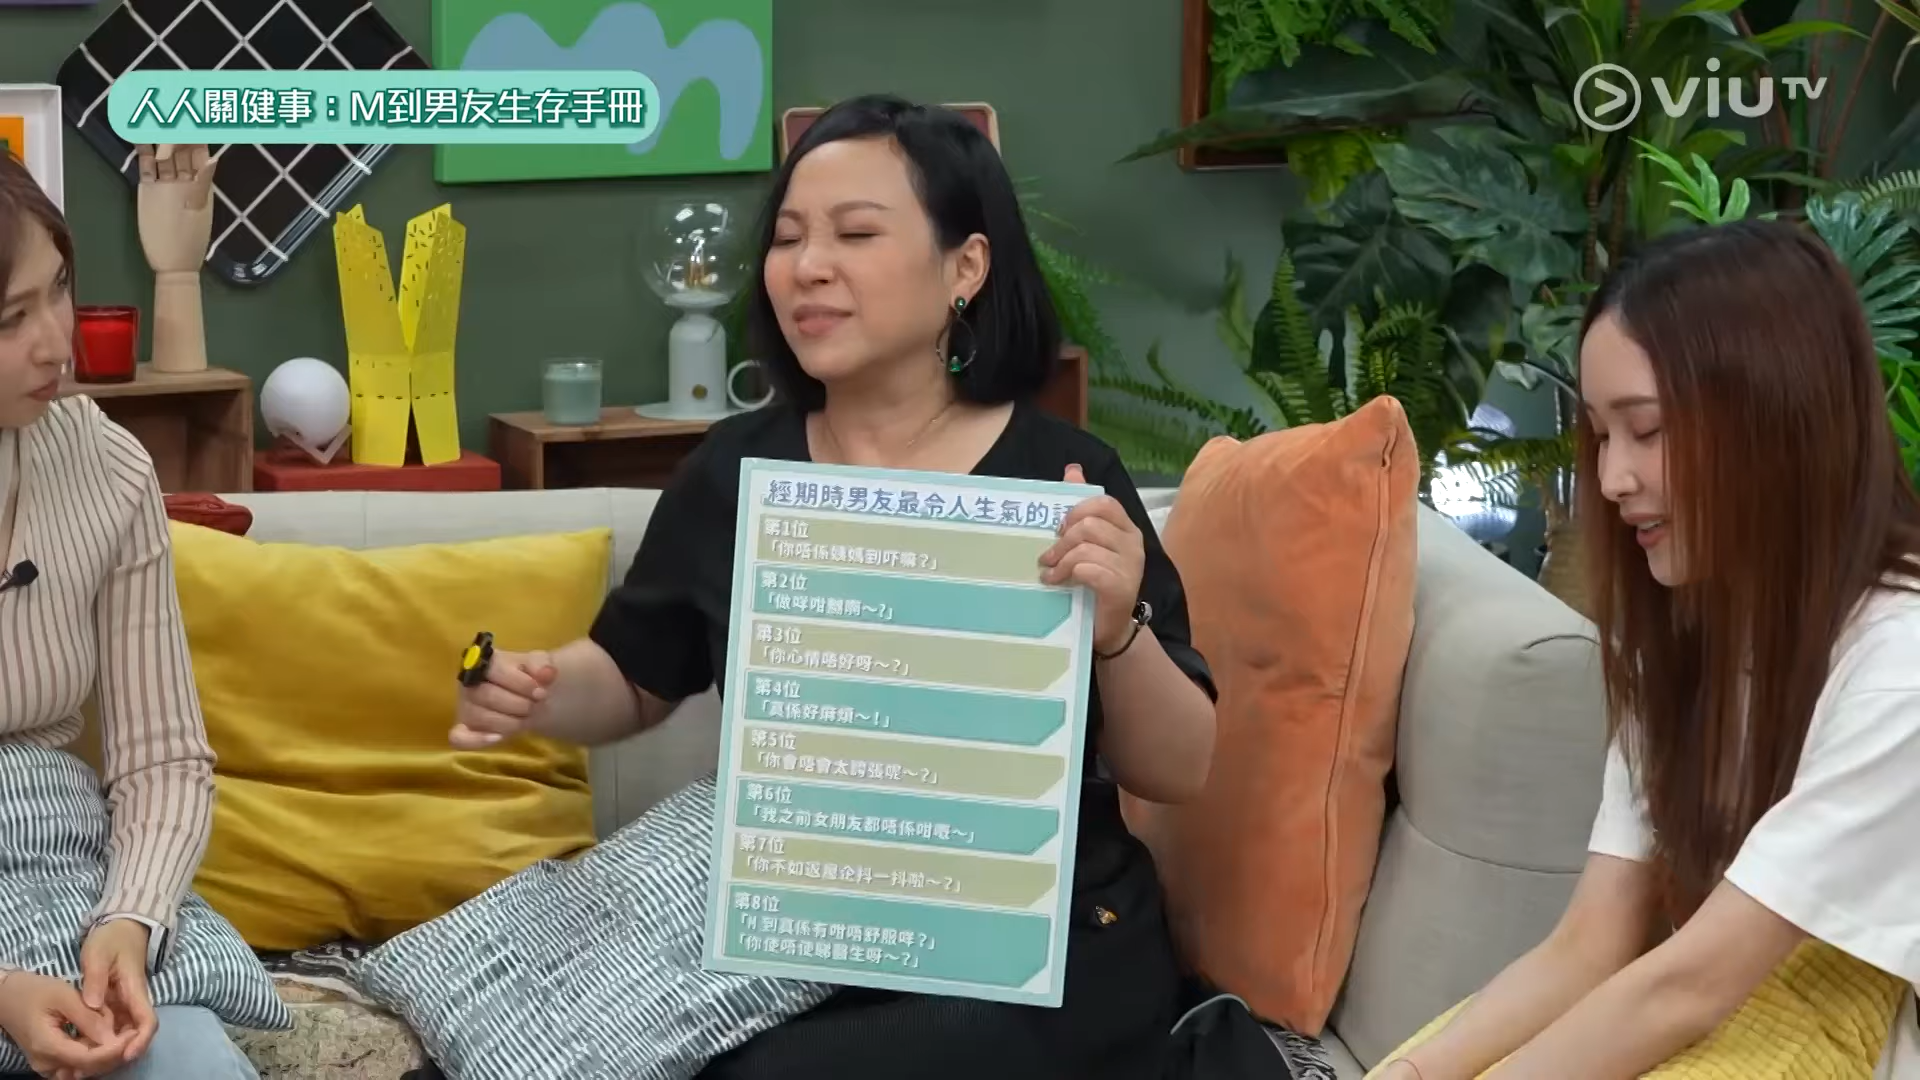 人人關健事：M到男友生存手冊
viuTV
經期時男友最令人生氣的話
第1位
「你唔係姨媽到吓嘛？」
第2位
「做咩咁嬲啊～?」
第3位
「你心情唔好呀～?」
第4位
「真係好麻煩～!」
第5位
「你會唔會太誇張呢～?」
第6位
「我之前女朋友都唔係咁嘅～」
第7位
「你不如返屋企抖一抖啦～?」
第8位
「M到真係有咁唔舒服咩？」
「你使唔使睇醫生呀～?」